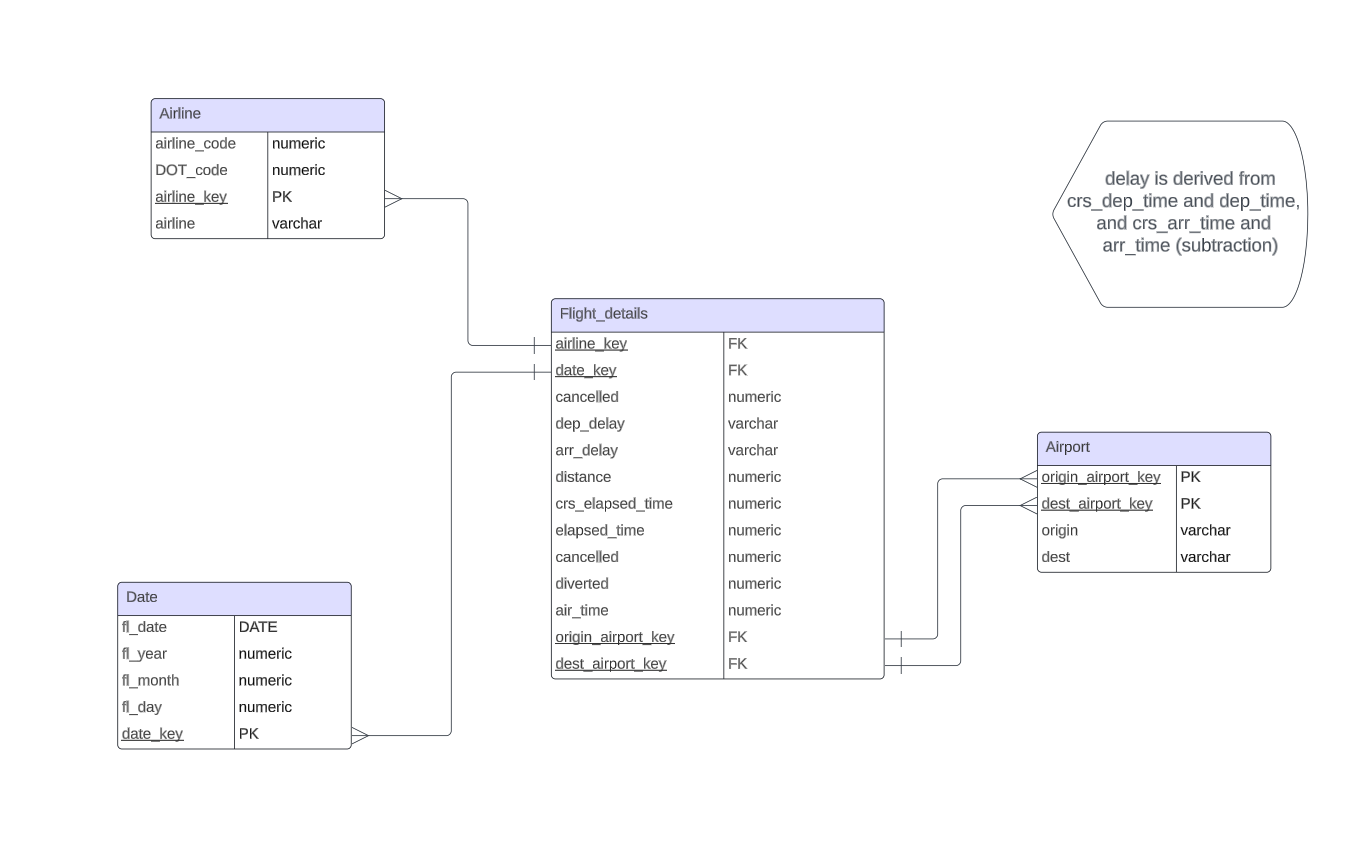 Airline
airline_code numeric
DOT_code numeric
airline_key PK
airline varchar
delay is derived from
crs_dep_time and dep_time,
and crs_arr_time and
arr_time (subtraction)
Flight_details
airline_key FK
date_key FK
cancelled numeric
dep_delay varchar
arr_delay varchar
distance numeric
crs_elapsed_time numeric
elapsed_time numeric
cancelled numeric
diverted numeric
air_time numeric
origin_airport_key FK
dest_airport_key FK
Airport
origin_airport_key PK
dest_airport_key PK
origin varchar
dest varchar
Date
fl_date DATE
fl_year numeric
fl_month numeric
fl_day numeric
date_key PK